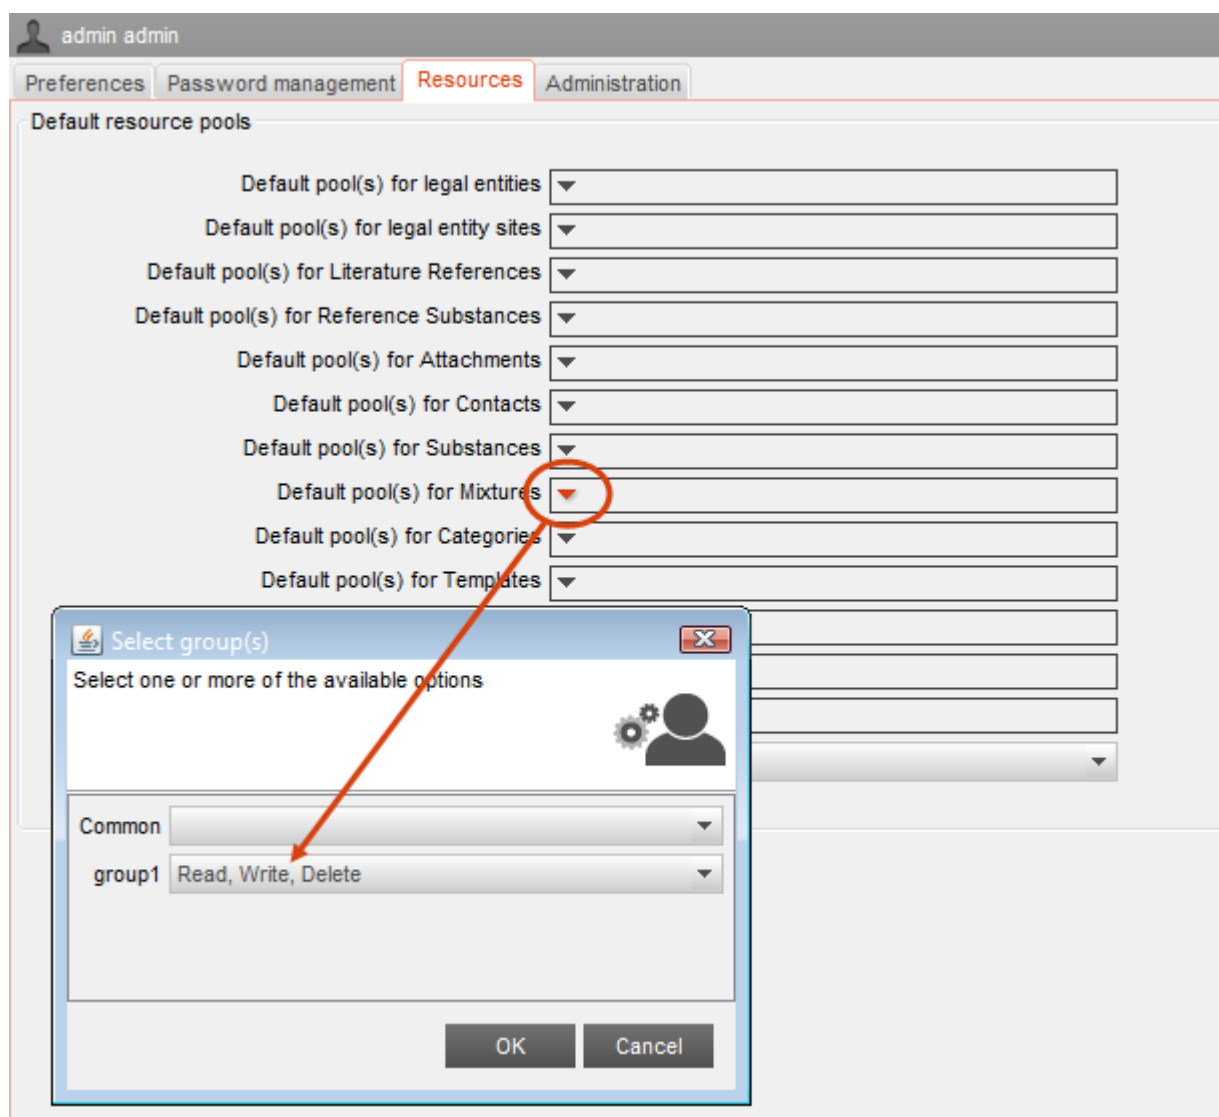 admin admin
Preferences Password management Resources Administration
Default resource pools
Default pool(s) for legal entities
Default pool(s) for legal entity sites
Default pool(s) for Literature References
Default pool(s) for Reference Substances
Default pool(s) for Attachments
Default pool(s) for Contacts
Default pool(s) for Substances
Default pool(s) for Mixtures
Default pool(s) for Categories
Default pool(s) for Templates
Select group(s)
Select one or more of the available options
Common
group1 Read, Write, Delete
OK Cancel